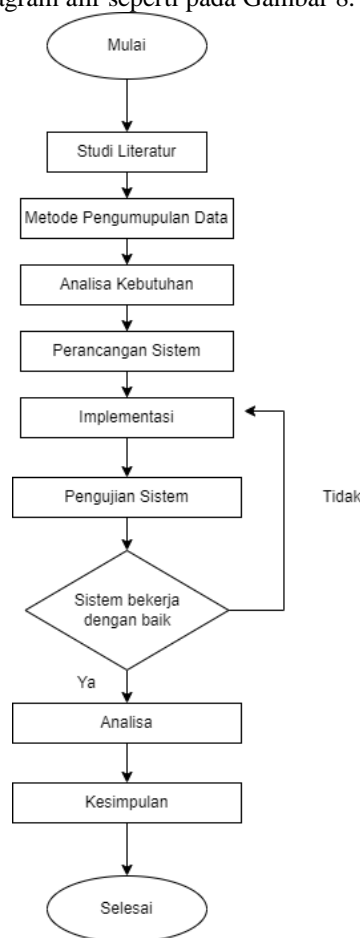 agram alir seperti pada Gambar 8.
Mulai
Studi Literatur
Metode Pengumupulan Data
Analisa Kebutuhan
Perancangan Sistem
Implementasi
Pengujian Sistem
Tidak
Sistem bekerja
dengan baik
Ya
Analisa
Kesimpulan
Selesai